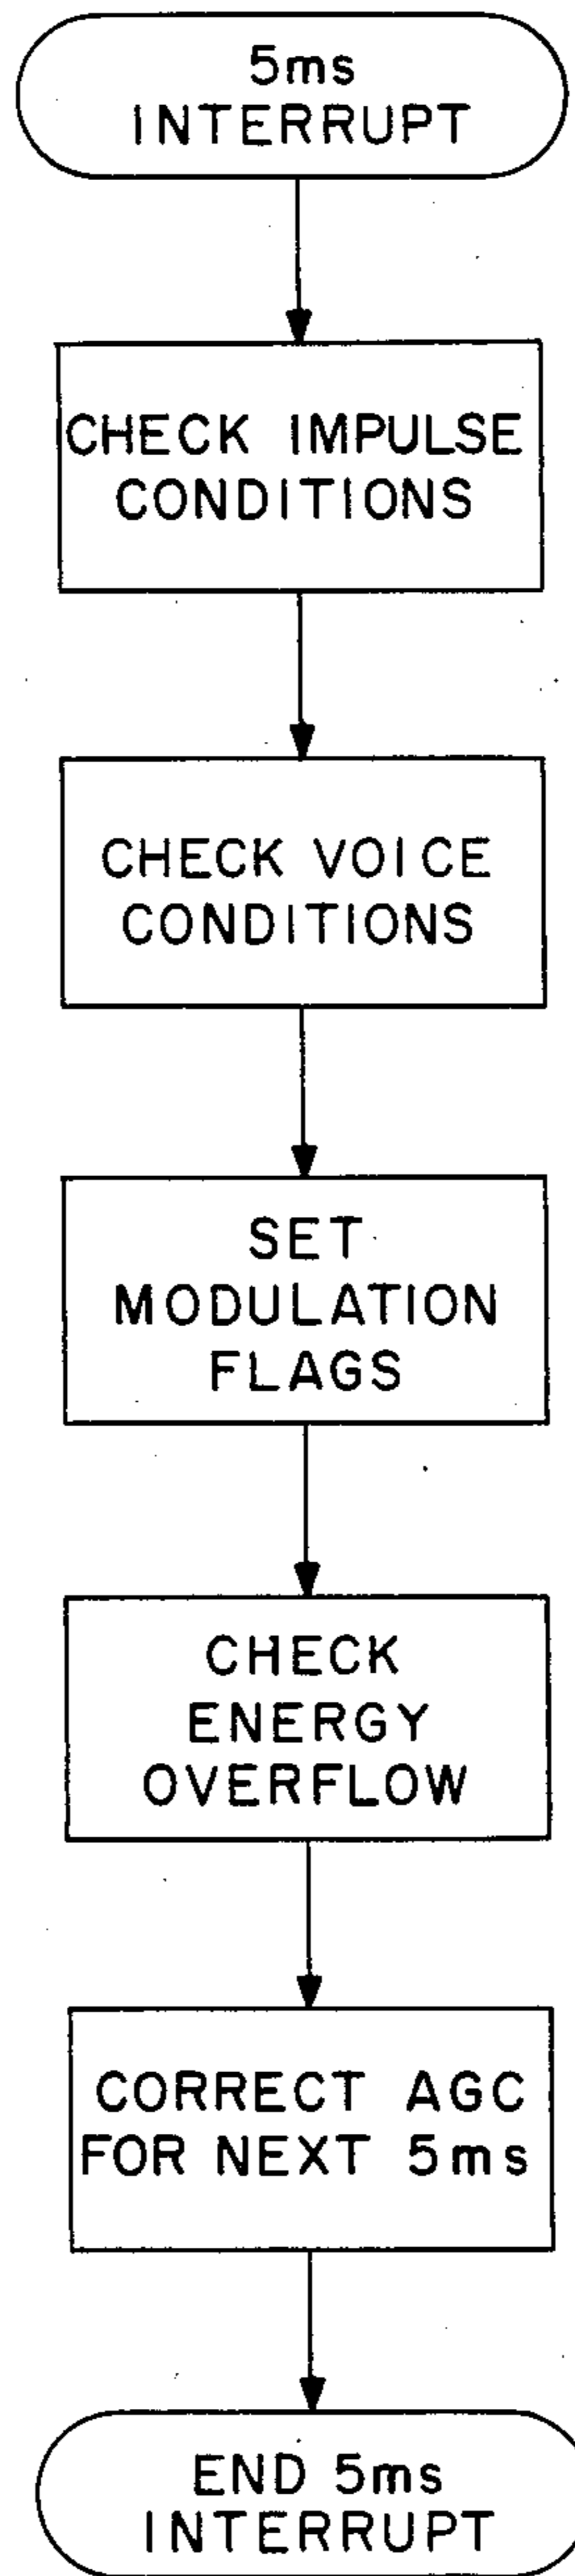 5ms
INTERRUPT
CHECK IMPULSE
CONDITIONS
CHECK VOICE
CONDITIONS
SET
MODULATION
FLAGS
CHECK
ENERGY
OVERFLOW
CORRECT AGC
FOR NEXT 5ms
END 5ms
INTERRUPT